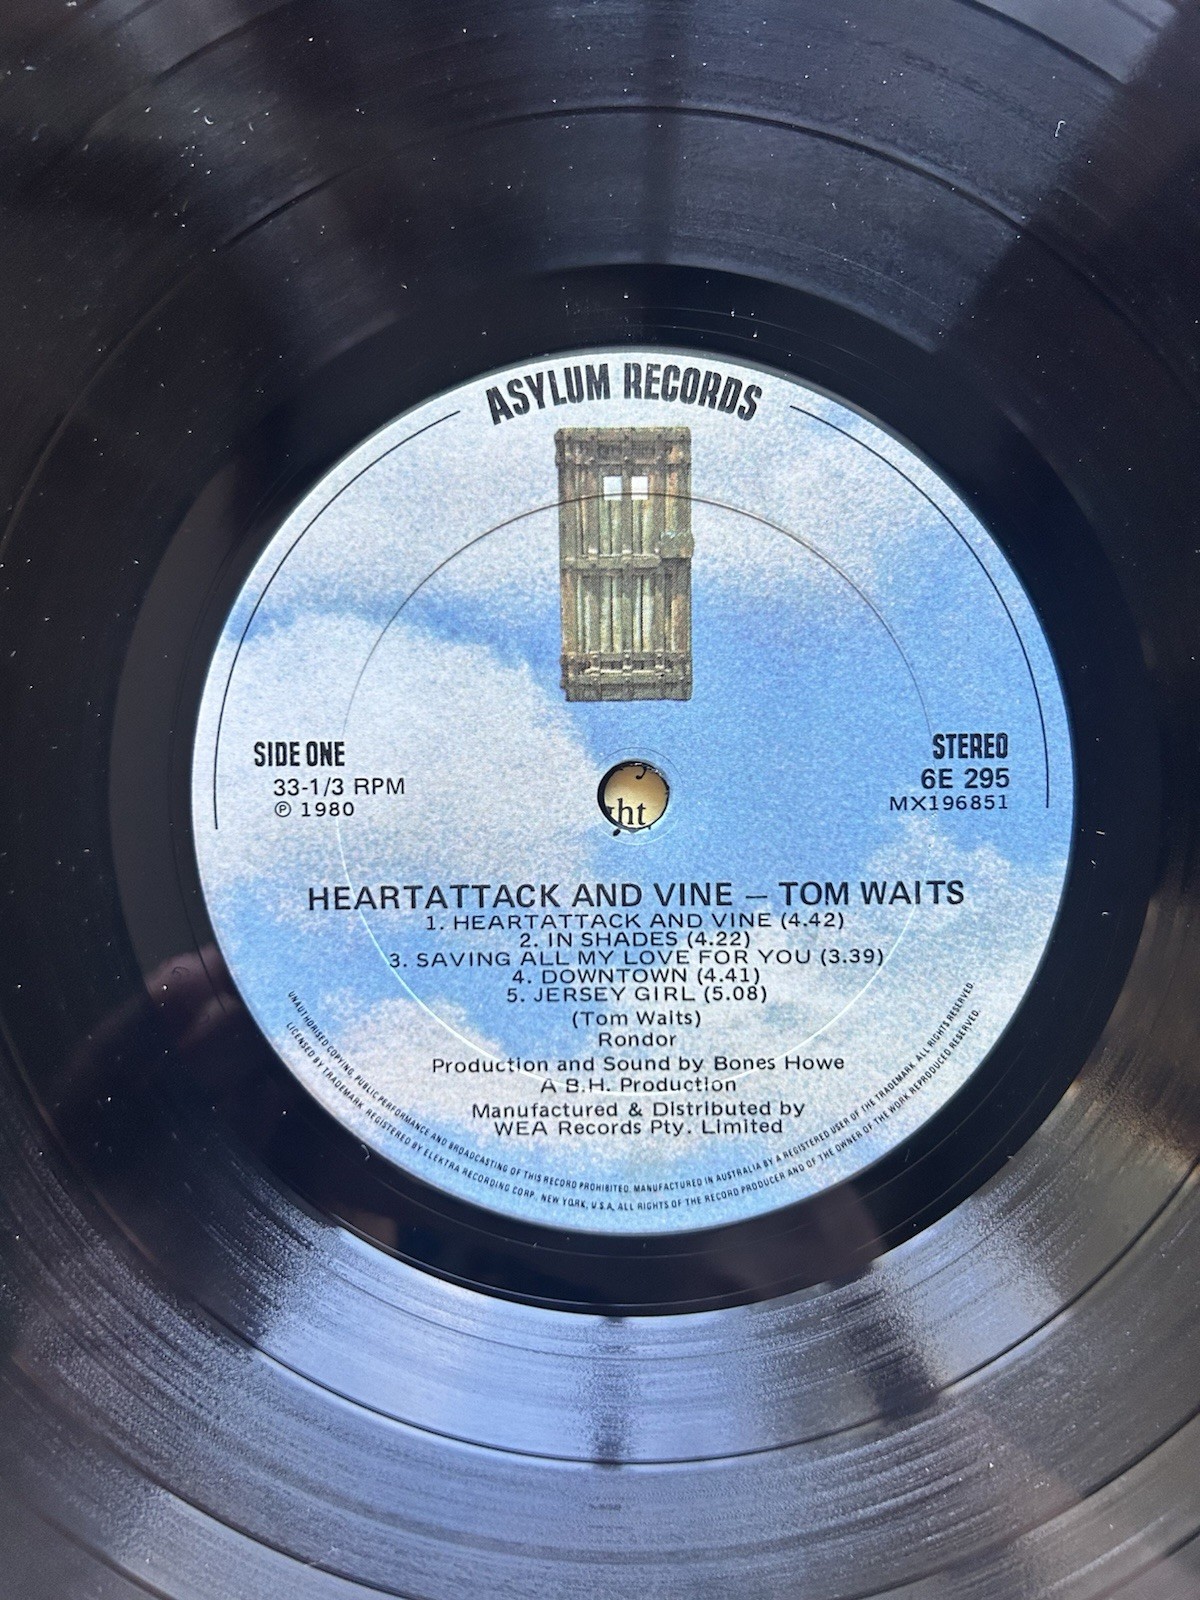 ASYLUM RECORDS
SIDE ONE
33-1/3 RPM
Ⓟ 1980
STEREO
6E 295
MX196851
ght
HEARTATTACK AND VINE – TOM WAITS
1. HEARTATTACK AND VINE (4.42)
2. IN SHADES (4.22)
3. SAVING ALL MY LOVE FOR YOU (3.39)
4. DOWNTOWN (4.41)
5. JERSEY GIRL (5.08)
(Tom Waits)
Rondor
Production and Sound by Bones Howe
A B.H. Production
Manufactured & Distributed by
WEA Records Pty. Limited
UNAUTHORISED COPYING, PUBLIC PERFORMANCE AND BROADCASTING OF THIS RECORD PROHIBITED. MANUFACTURED IN AUSTRALIA BY A REGISTERED USER OF THE TRADEMARK. ALL RIGHTS RESERVED.
LICENSED BY TRADEMARK REGISTERED BY ELEKTRA RECORDING CORP. NEW YORK, U.S.A. ALL RIGHTS OF THE RECORD PRODUCER AND OF THE OWNER OF THE WORK REPRODUCED RESERVED.